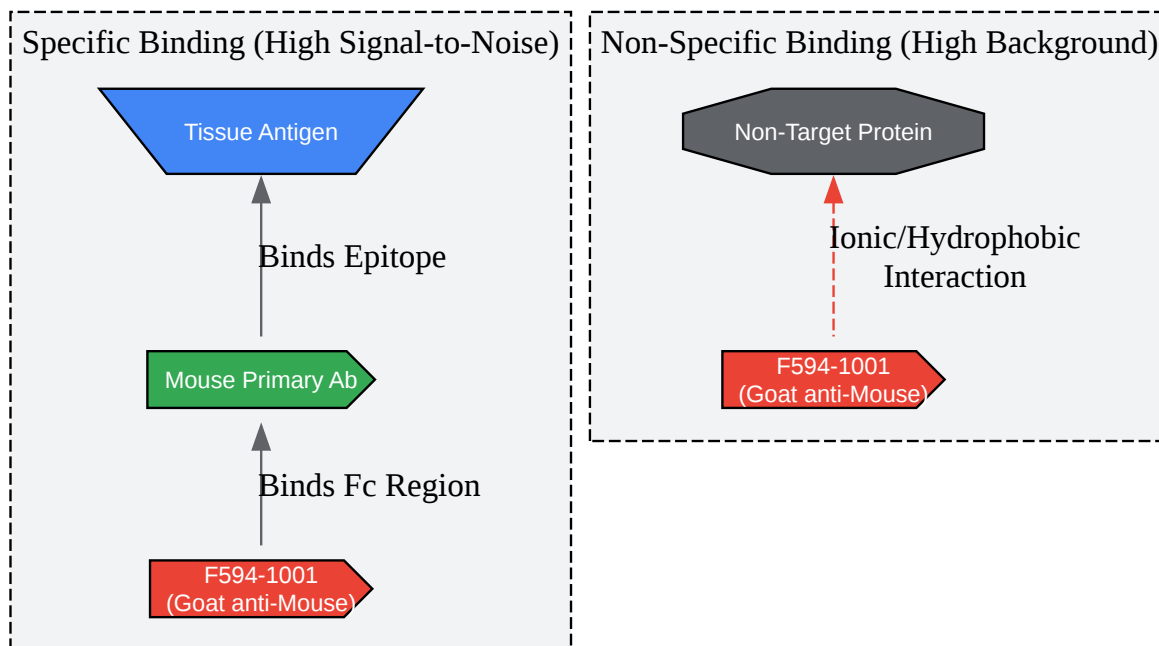 Specific Binding (High Signal-to-Noise)
Tissue Antigen
Binds Epitope
Mouse Primary Ab
Binds Fc Region
F594-1001
(Goat anti-Mouse)
Non-Specific Binding (High Background)
Non-Target Protein
Ionic/Hydrophobic
Interaction
F594-1001
(Goat anti-Mouse)